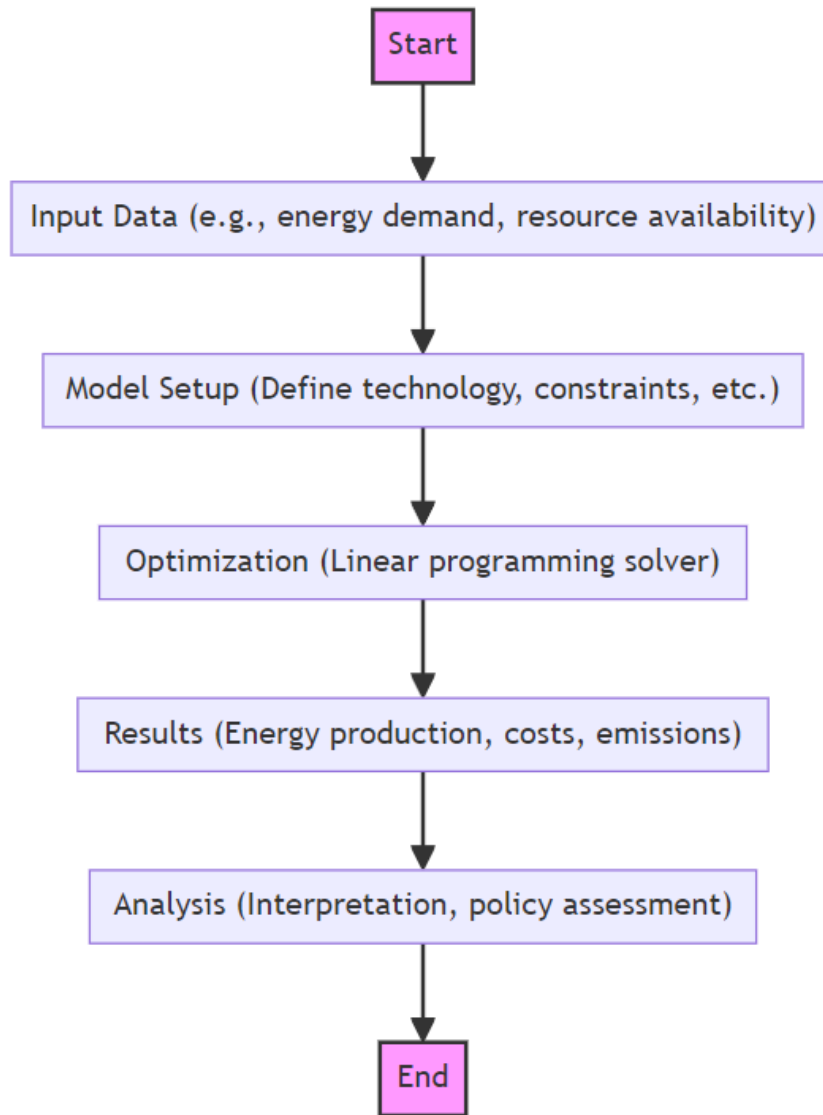 Start
Input Data (e.g., energy demand, resource availability)
Model Setup (Define technology, constraints, etc.)
Optimization (Linear programming solver)
Results (Energy production, costs, emissions)
Analysis (Interpretation, policy assessment)
End